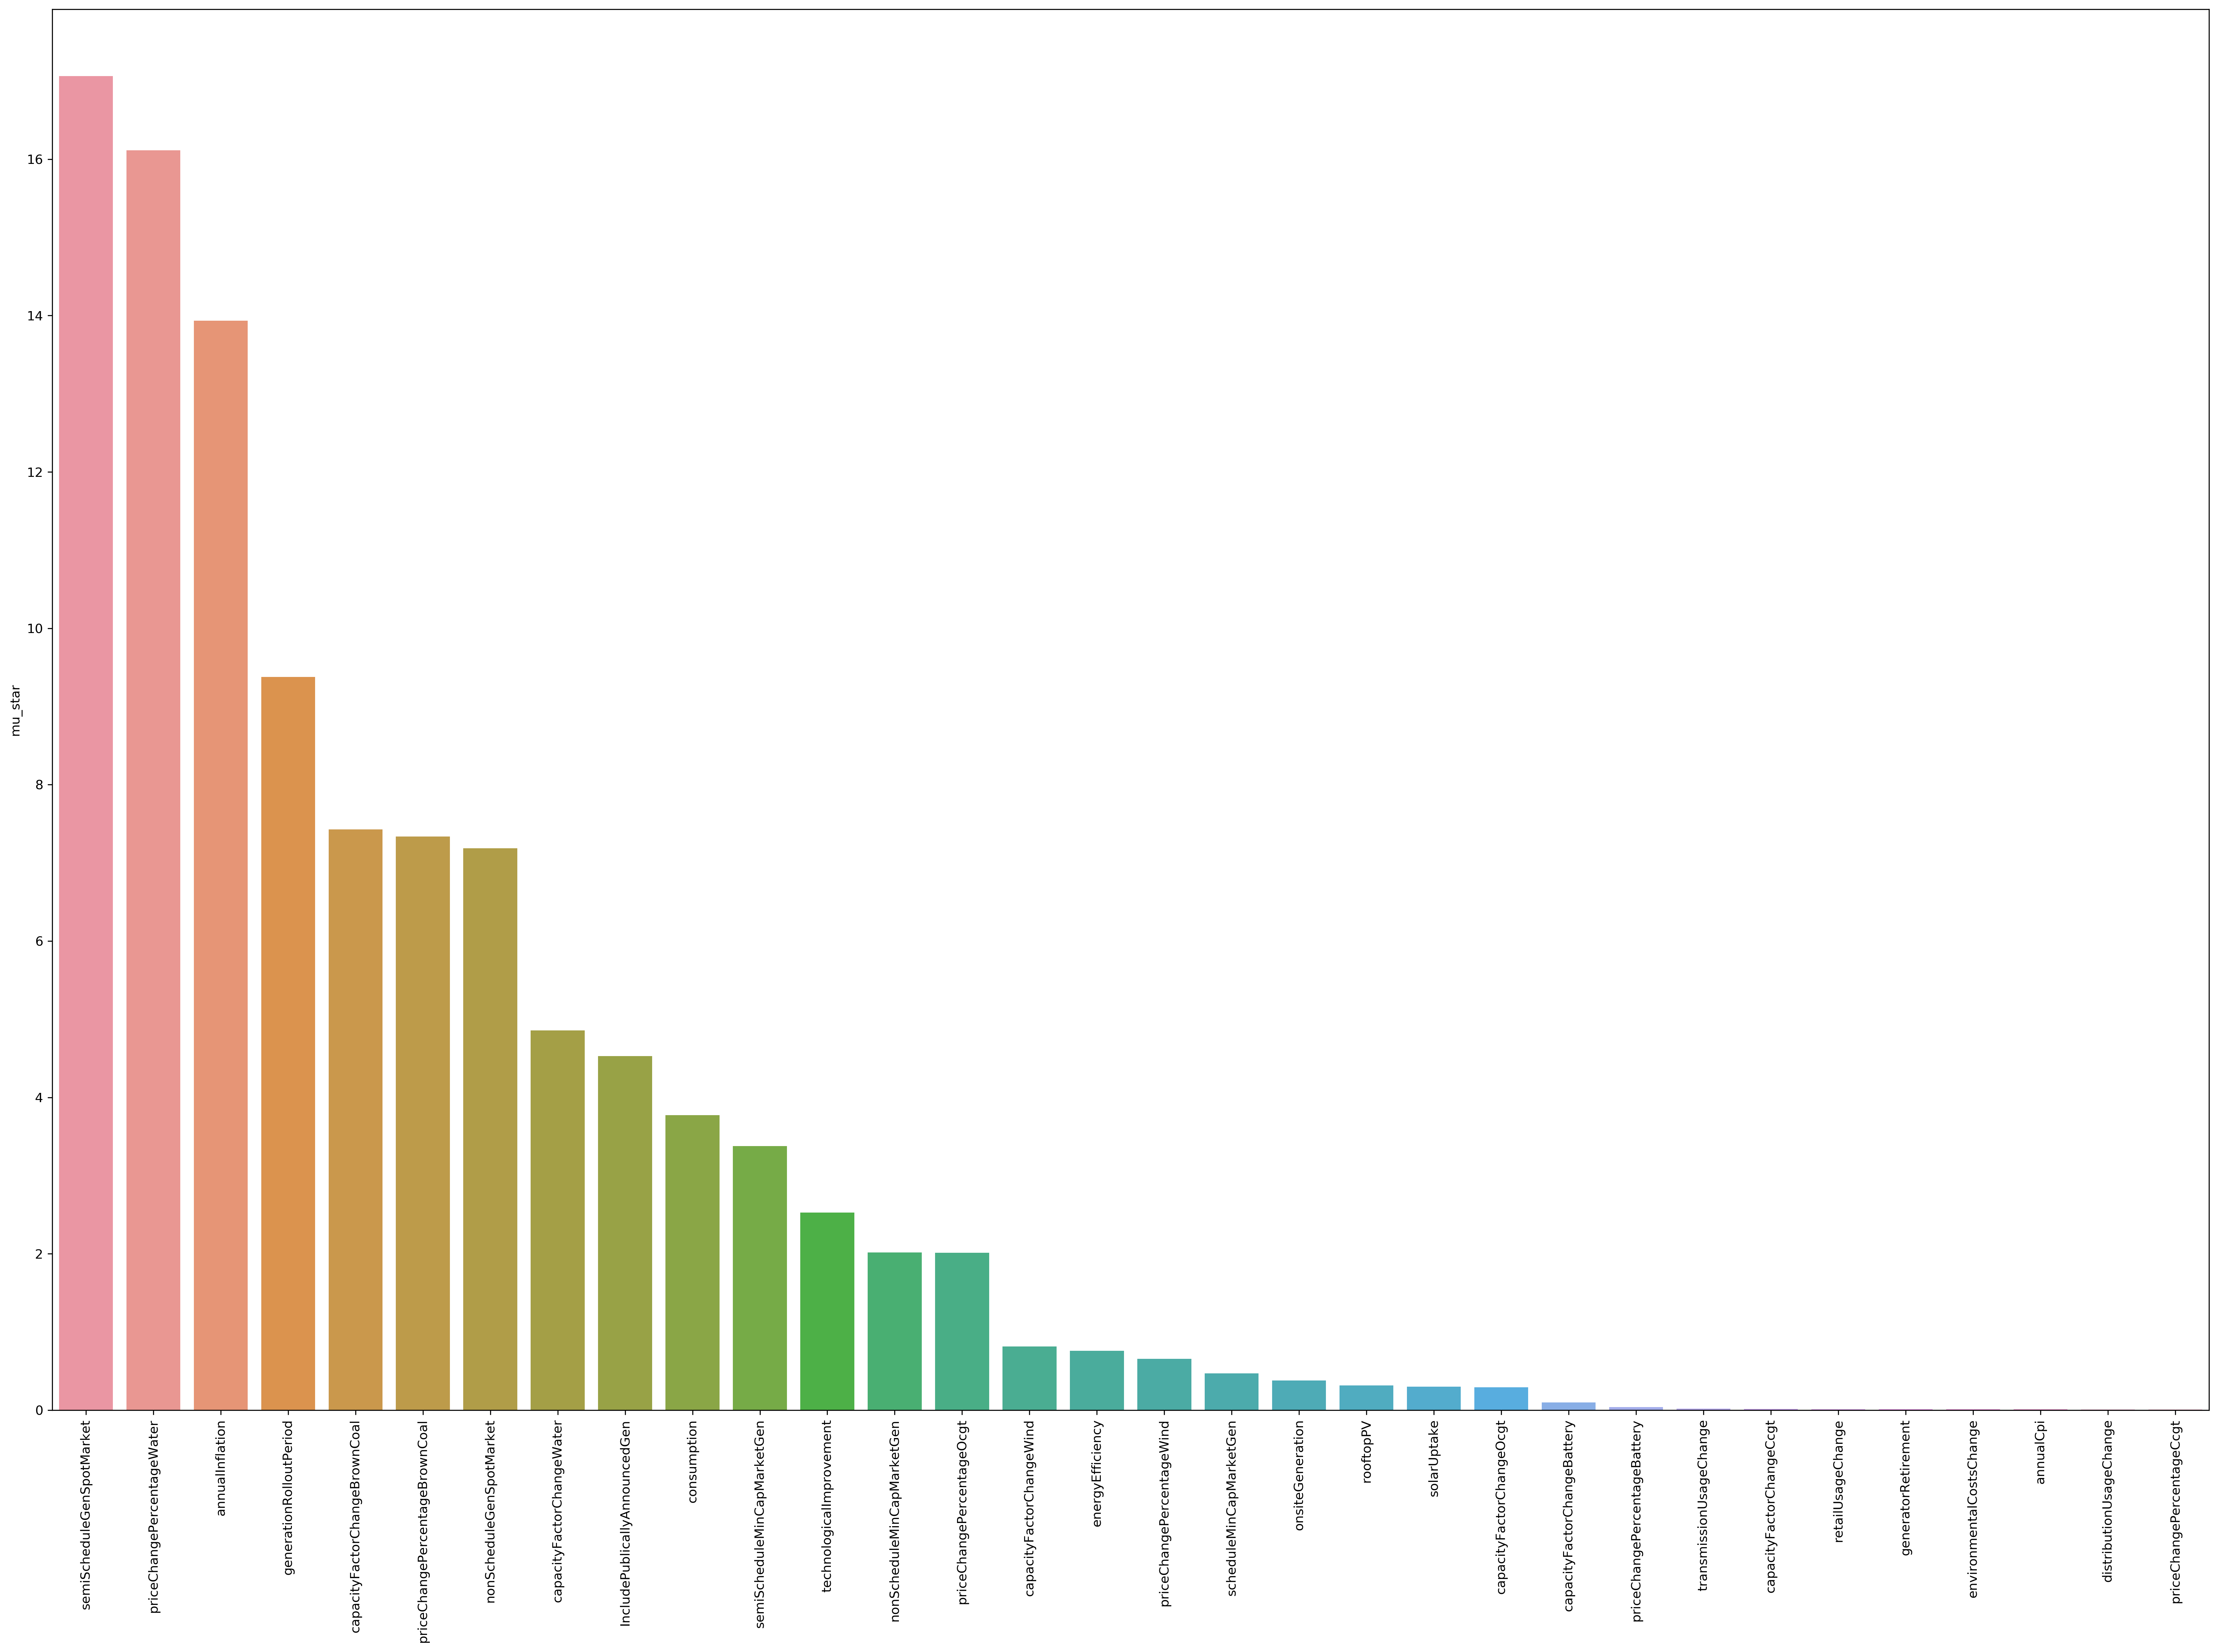 mu_star
16
14
12
10
8
6
4
2
0
semiScheduleGenSpotMarket
priceChangePercentageWater
annualInflation
generationRolloutPeriod
capacityFactorChangeBrownCoal
priceChangePercentageBrownCoal
nonScheduleGenSpotMarket
capacityFactorChangeWater
IncludePublicallyAnnouncedGen
consumption
semiScheduleMinCapMarketGen
technologicalImprovement
nonScheduleMinCapMarketGen
priceChangePercentageOcgt
capacityFactorChangeWind
energyEfficiency
priceChangePercentageWind
scheduleMinCapMarketGen
onsiteGeneration
rooftopPV
solarUptake
capacityFactorChangeOcgt
capacityFactorChangeBattery
priceChangePercentageBattery
transmissionUsageChange
capacityFactorChangeCcgt
retailUsageChange
generatorRetirement
environmentalCostsChange
annualCpi
distributionUsageChange
priceChangePercentageCcgt